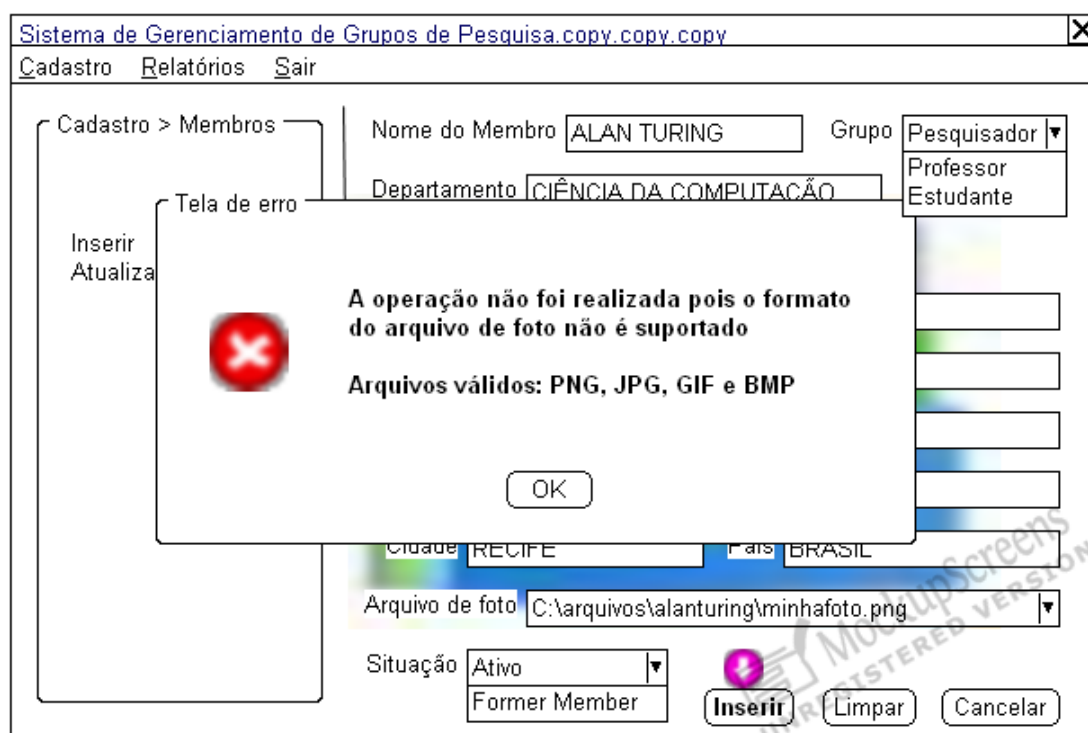 Sistema de Gerenciamento de Grupos de Pesquisa.copy.copy.copy
Cadastro Relatórios Sair
Cadastro > Membros
Nome do Membro ALAN TURING Grupo Pesquisador
Professor
Estudante
Departamento CIÊNCIA DA COMPUTAÇÃO
Tela de erro
Inserir
Atualiza
A operação não foi realizada pois o formato
do arquivo de foto não é suportado
Arquivos válidos: PNG, JPG, GIF e BMP
OK
Cidade RECIFE País BRASIL
Arquivo de foto C:\arquivos\alanturing\minhafoto.png
Situação Ativo
Former Member
Inserir Limpar Cancelar
MockupScreens
UNREGISTERED VERSION